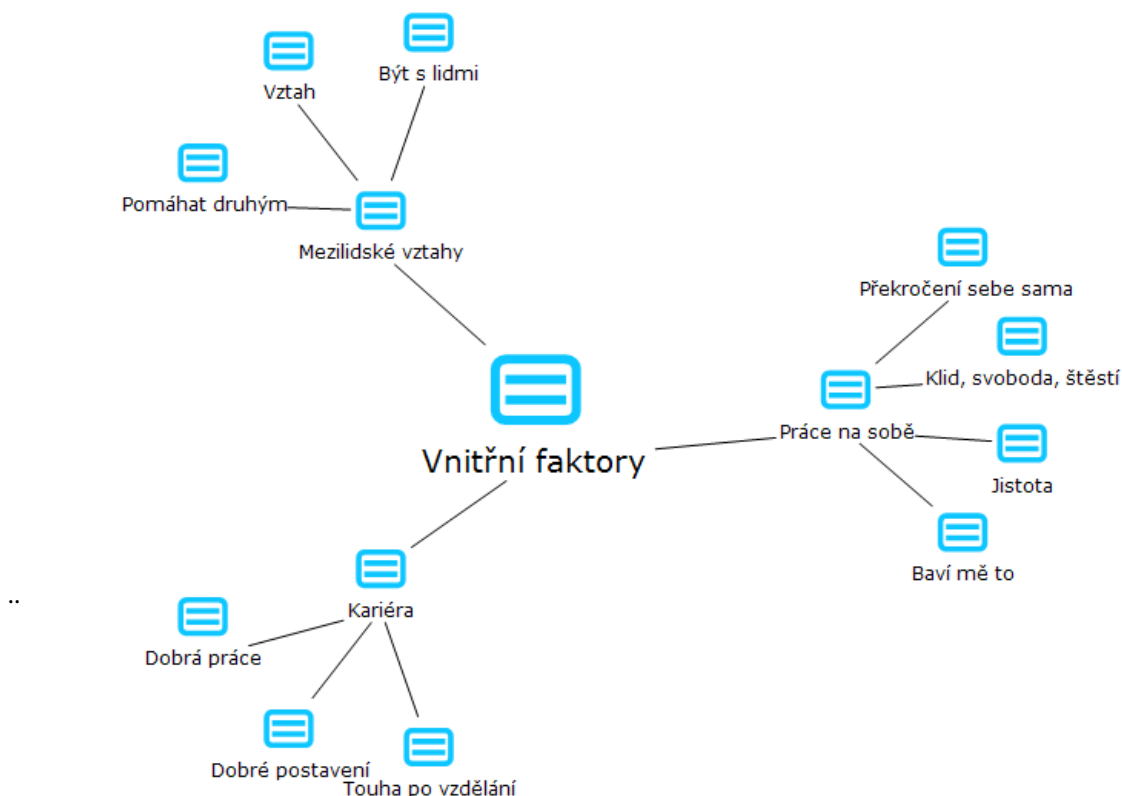 Být s lidmi
Vztah
Pomáhat druhým
Mezilidské vztahy
Překročení sebe sama
Klid, svoboda, štěstí
Práce na sobě
Vnitřní faktory
Jistota
Baví mě to
..
Kariéra
Dobrá práce
Dobré postavení
Touha po vzdělání